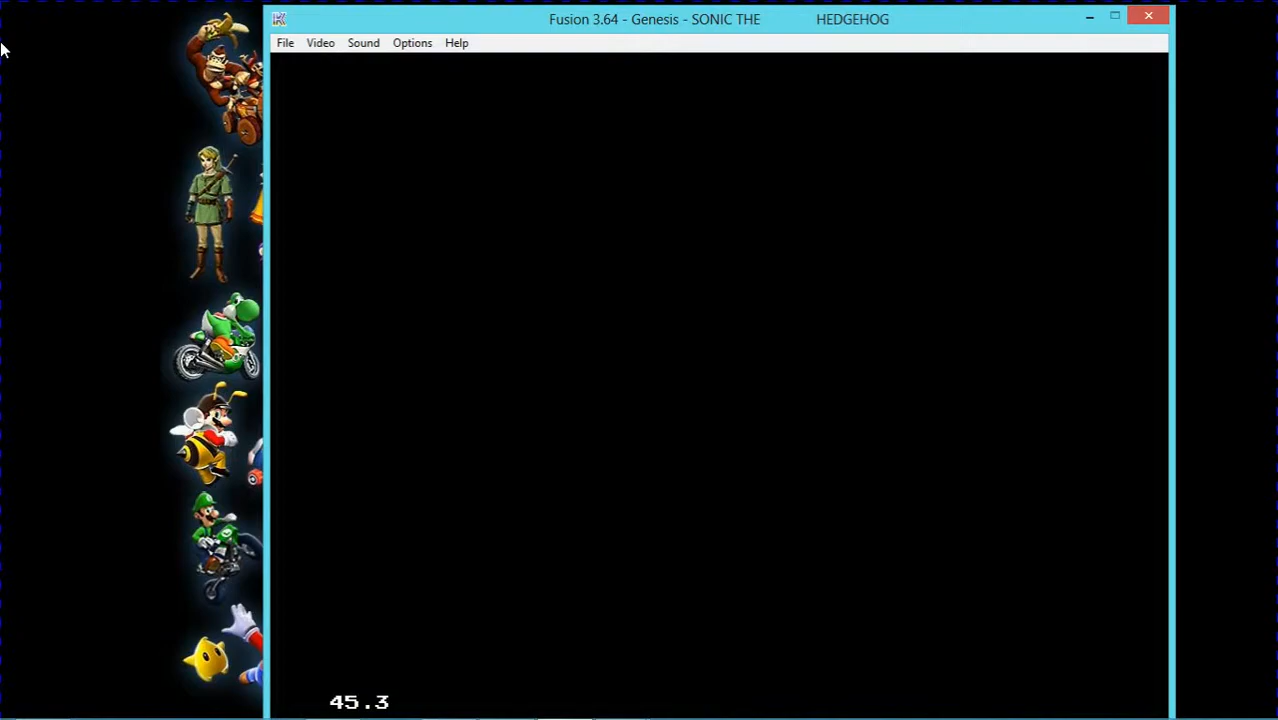 Fusion 3.64 - Genesis - SONIC THE HEDGEHOG
File Video Sound Options Help
45.3